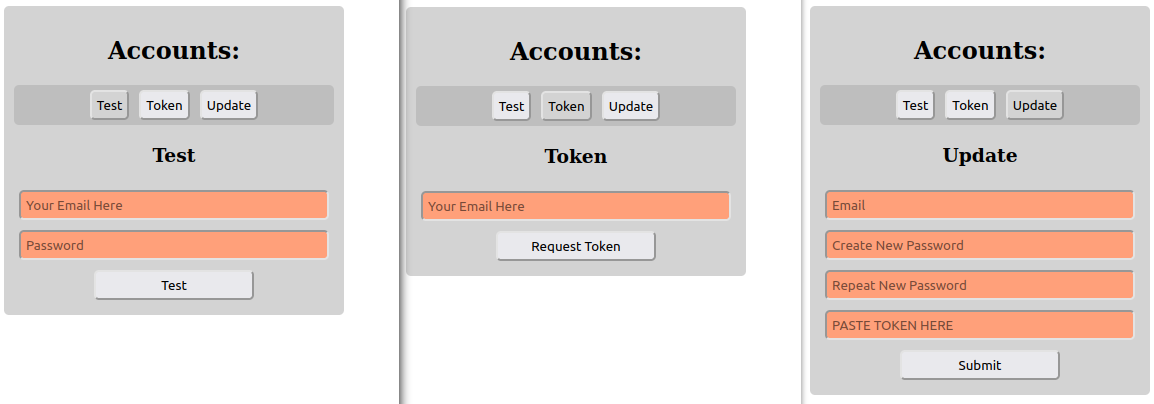 Accounts:
Test Token Update
Test
Your Email Here
Password
Test
Accounts:
Test Token Update
Token
Your Email Here
Request Token
Accounts:
Test Token Update
Update
Email
Create New Password
Repeat New Password
PASTE TOKEN HERE
Submit